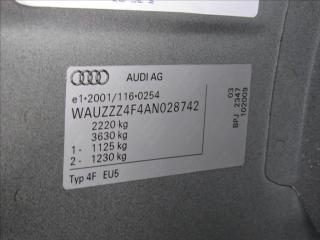 AUDI AG
e1*2001/116*0254
WAUZZZ4F4AN028742
2220 kg
3630 kg
1- 1125 kg
2- 1230 kg
Typ 4F EU5
03
BPJ 2347
102009